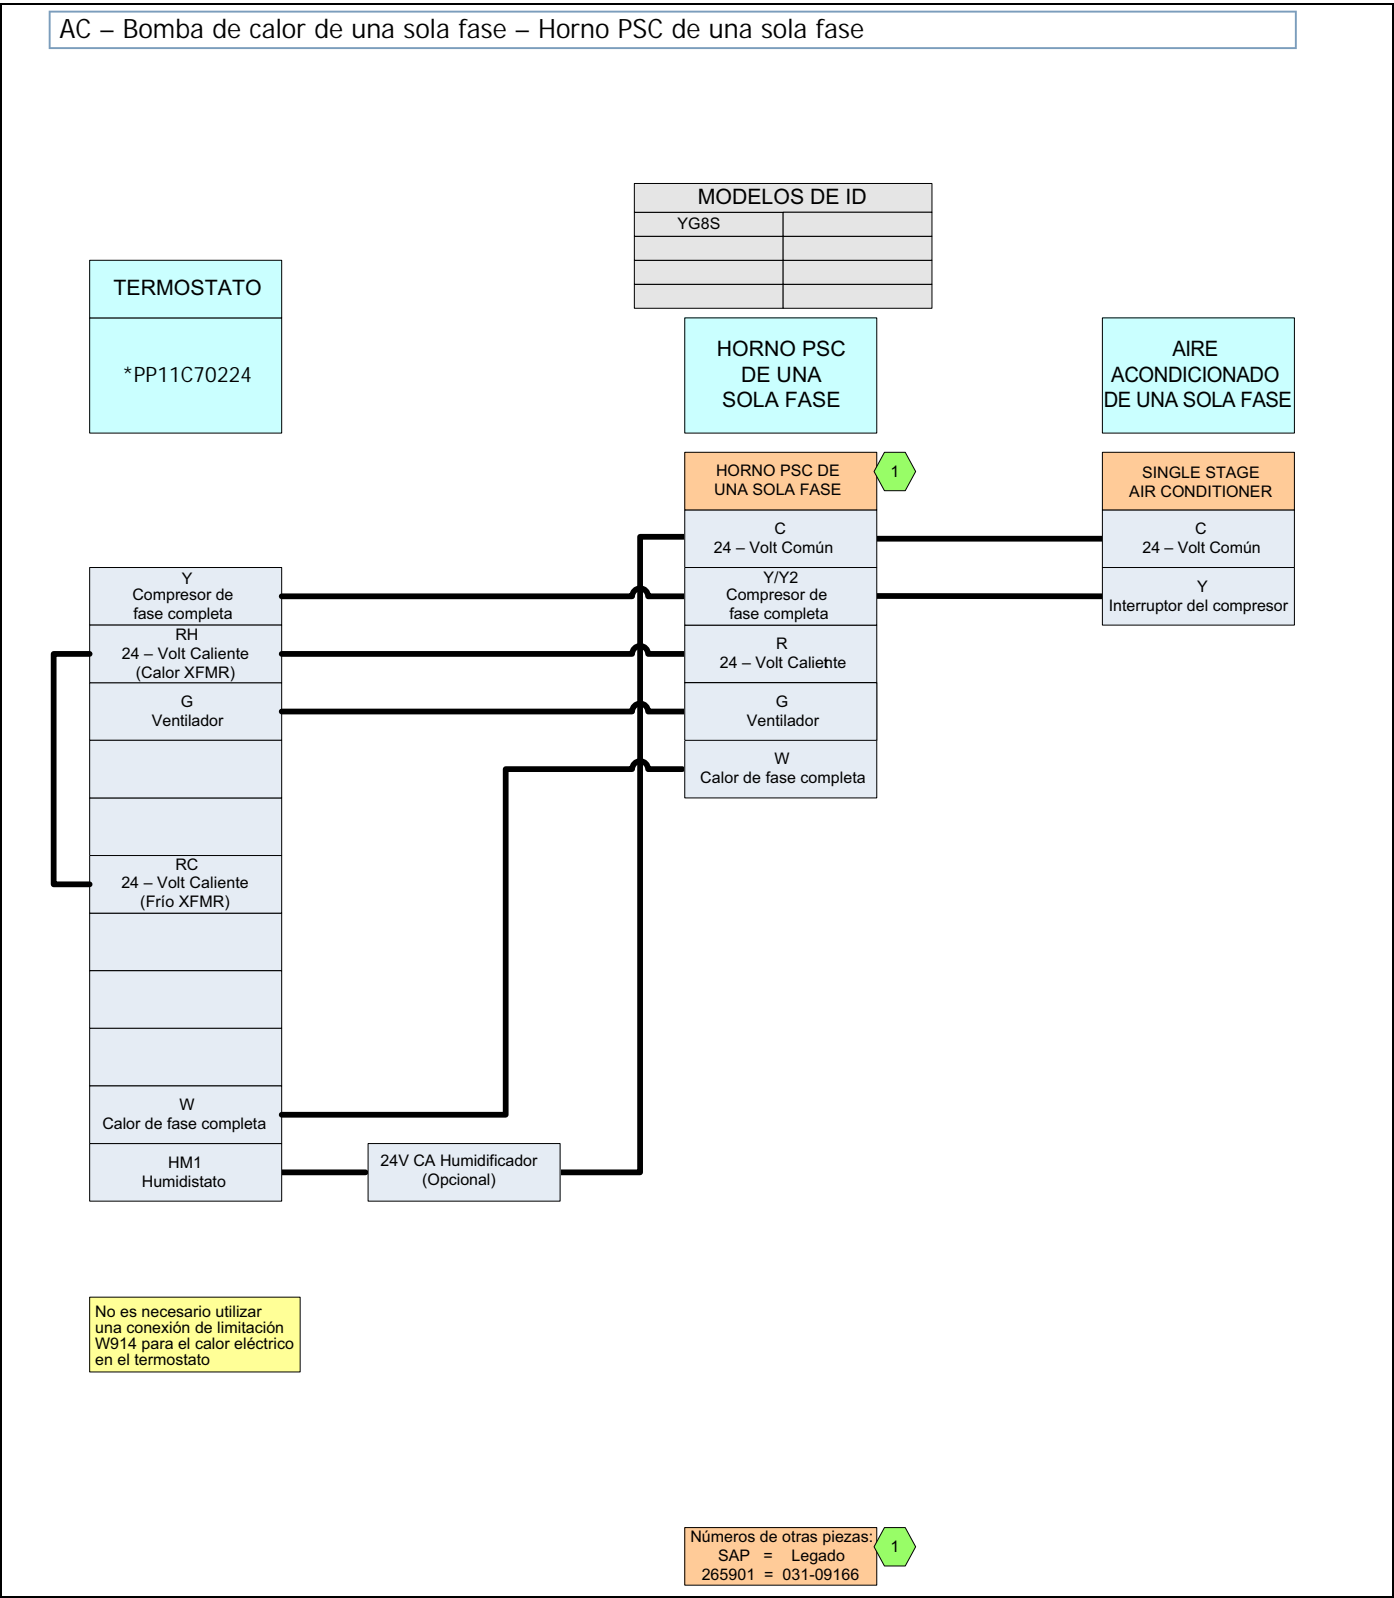 AC – Bomba de calor de una sola fase – Horno PSC de una sola fase
MODELOS DE ID
YG8S
TERMOSTATO
*PP11C70224
HORNO PSC
DE UNA
SOLA FASE
AIRE
ACONDICIONADO
DE UNA SOLA FASE
HORNO PSC DE
UNA SOLA FASE
1
SINGLE STAGE
AIR CONDITIONER
C
24 – Volt Común
C
24 – Volt Común
Y
Compresor de
fase completa
Y/Y2
Compresor de
fase completa
Y
Interruptor del compresor
RH
24 – Volt Caliente
(Calor XFMR)
R
24 – Volt Caliente
G
Ventilador
G
Ventilador
W
Calor de fase completa
RC
24 – Volt Caliente
(Frío XFMR)
W
Calor de fase completa
HM1
Humidistato
24V CA Humidificador
(Opcional)
No es necesario utilizar
una conexión de limitación
W914 para el calor eléctrico
en el termostato
Números de otras piezas:
SAP = Legado
265901 = 031-09166
1